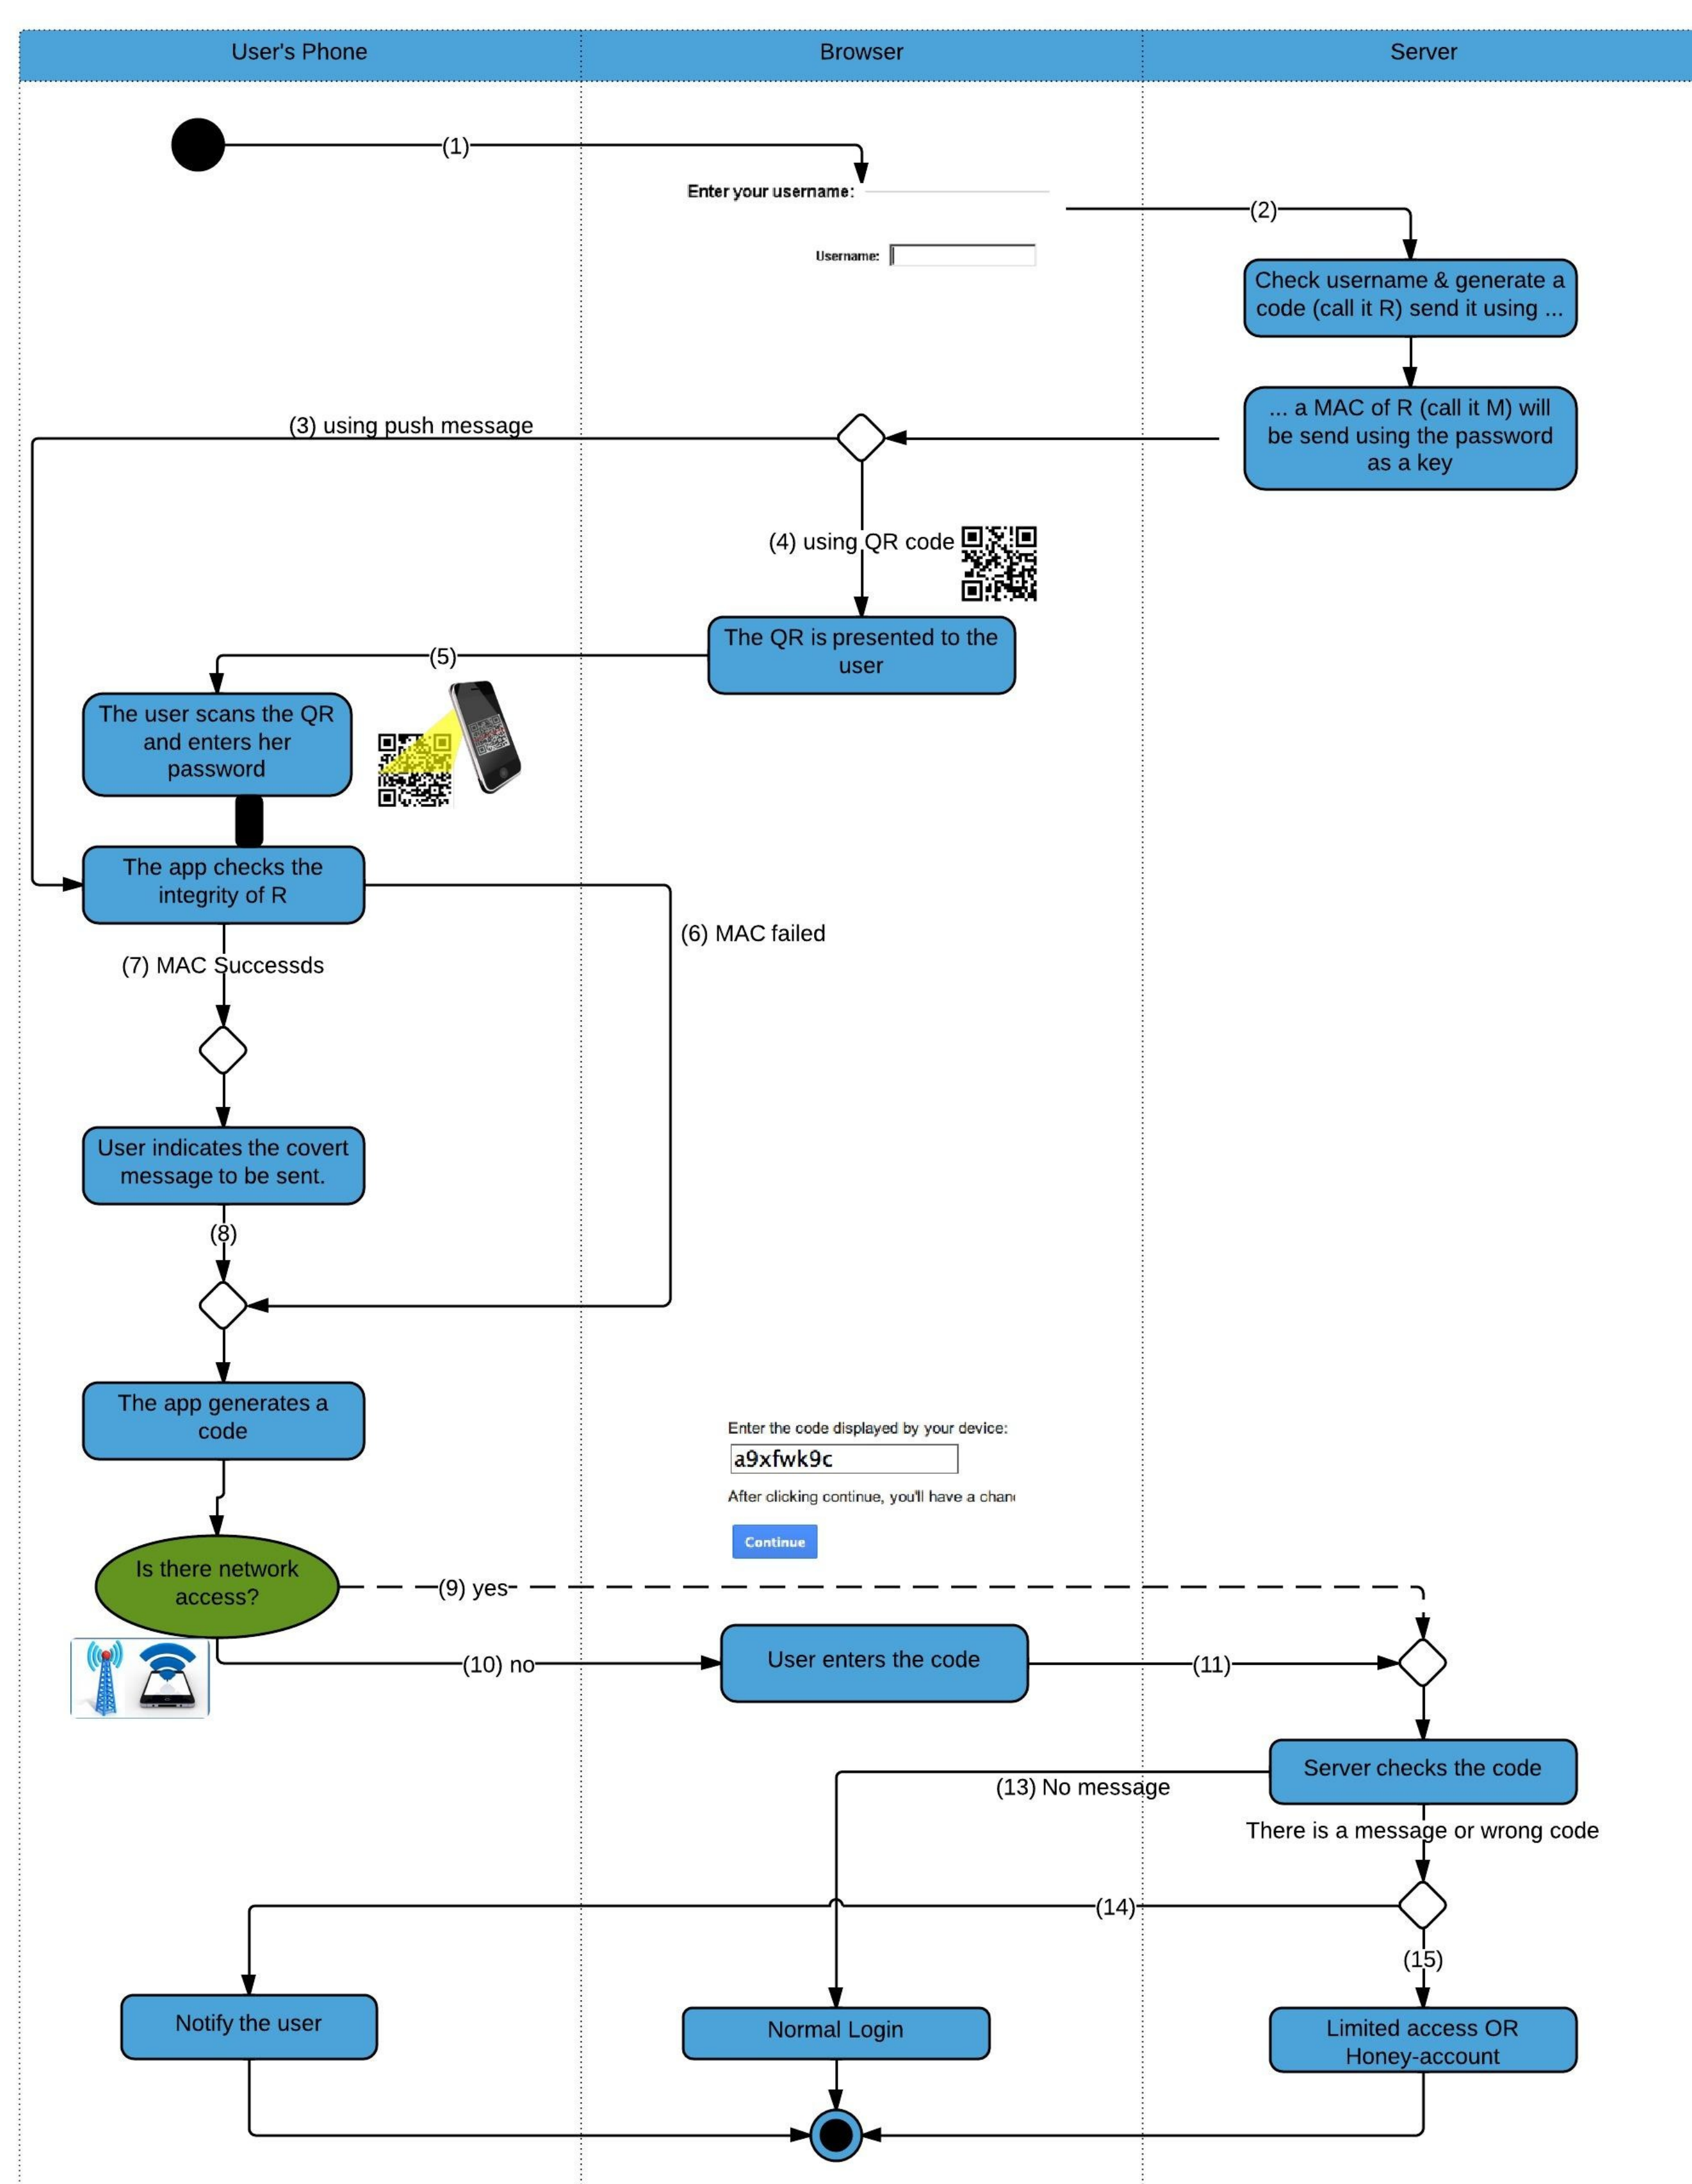 User's Phone
Browser
Server
(1)
Enter your username:
(2)
Username:
Check username & generate a
code (call it R) send it using ...
... a MAC of R (call it M) will
be send using the password
as a key
(3) using push message
(4) using QR code
The QR is presented to the
user
(5)
The user scans the QR
and enters her
password
The app checks the
integrity of R
(6) MAC failed
(7) MAC Successds
User indicates the covert
message to be sent.
(8)
The app generates a
code
Enter the code displayed by your device:
a9xfwk9c
After clicking continue, you'll have a chan
Continue
Is there network
access?
(9) yes
(10) no
User enters the code
(11)
Server checks the code
(13) No message
There is a message or wrong code
(14)
(15)
Notify the user
Normal Login
Limited access OR
Honey-account